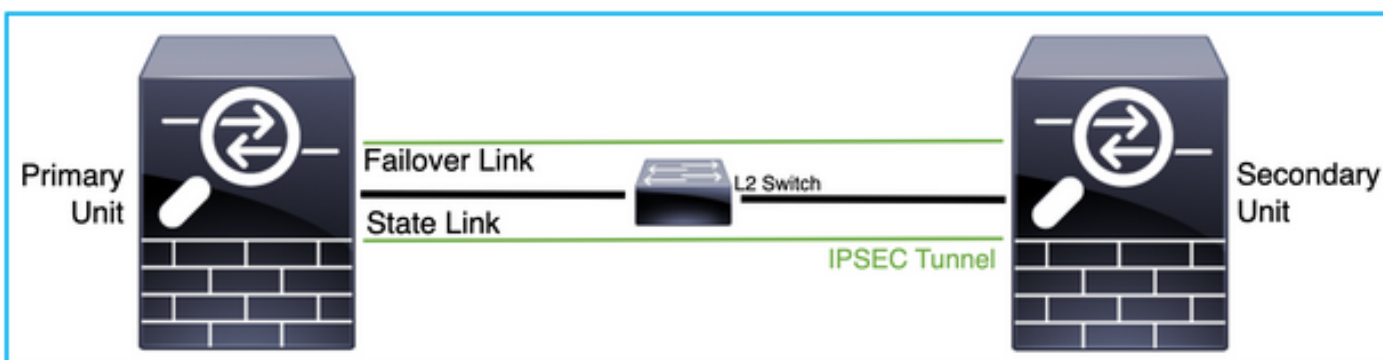 Primary
Unit
Failover Link
State Link
L2 Switch
IPSEC Tunnel
Secondary
Unit